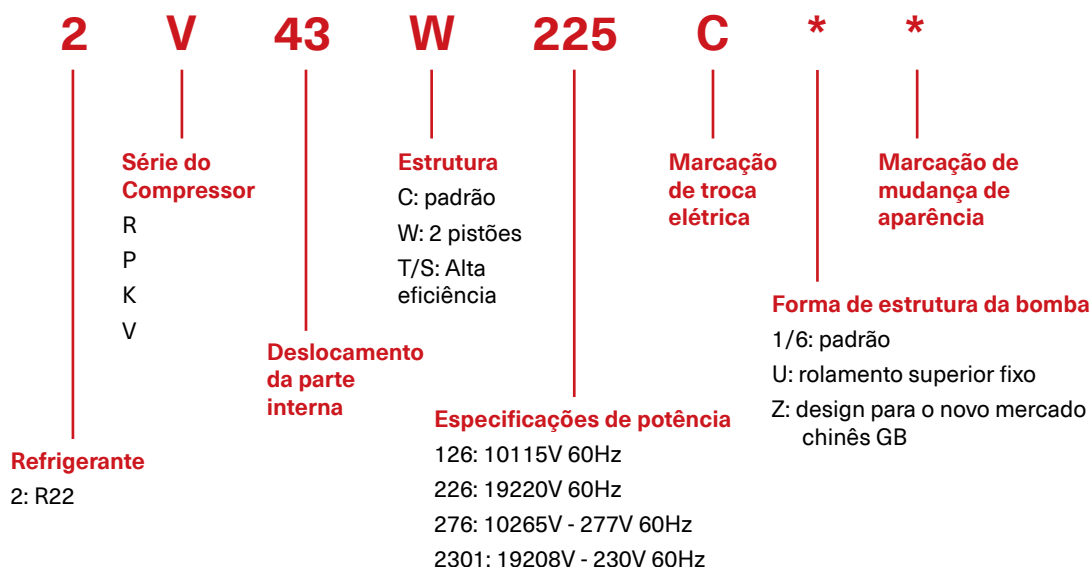 2 V 43 W 225 C * *
Série do
Compressor
R
P
K
V
Estrutura
C: padrão
W: 2 pistões
T/S: Alta
eficiência
Marcação
de troca
elétrica
Marcação de
mudança de
aparência
Forma de estrutura da bomba
1/6: padrão
U: rolamento superior fixo
Z: design para o novo mercado
chinês GB
Deslocamento
da parte
interna
Especificações de potência
126: 10115V 60Hz
226: 19220V 60Hz
276: 10265V - 277V 60Hz
2301: 19208V - 230V 60Hz
Refrigerante
2: R22